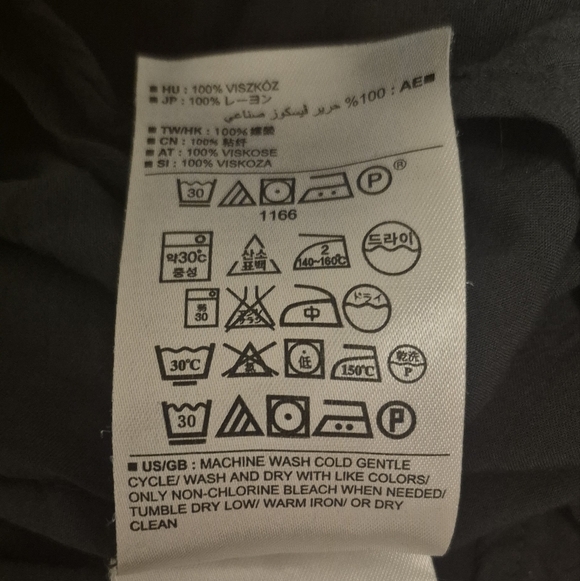 ■ HU : 100% VISZKÓZ
■ JP : 100% レーヨン
■AE : 100% حرير ليسكوز صناعي
■ TW/HK : 100% 嫘縈
■ CN : 100% 粘纤
■ AT : 100% VISKOSE
■ SI : 100% VISKOZA
30 P ®
1166
약30℃ 중성 산소 표백 2 140~160℃ 드라이
30 中 ドライ
30℃ 低 150℃ 乾洗 P
30 P
■ US/GB : MACHINE WASH COLD GENTLE
CYCLE/ WASH AND DRY WITH LIKE COLORS/
ONLY NON-CHLORINE BLEACH WHEN NEEDED/
TUMBLE DRY LOW/ WARM IRON/ OR DRY
CLEAN